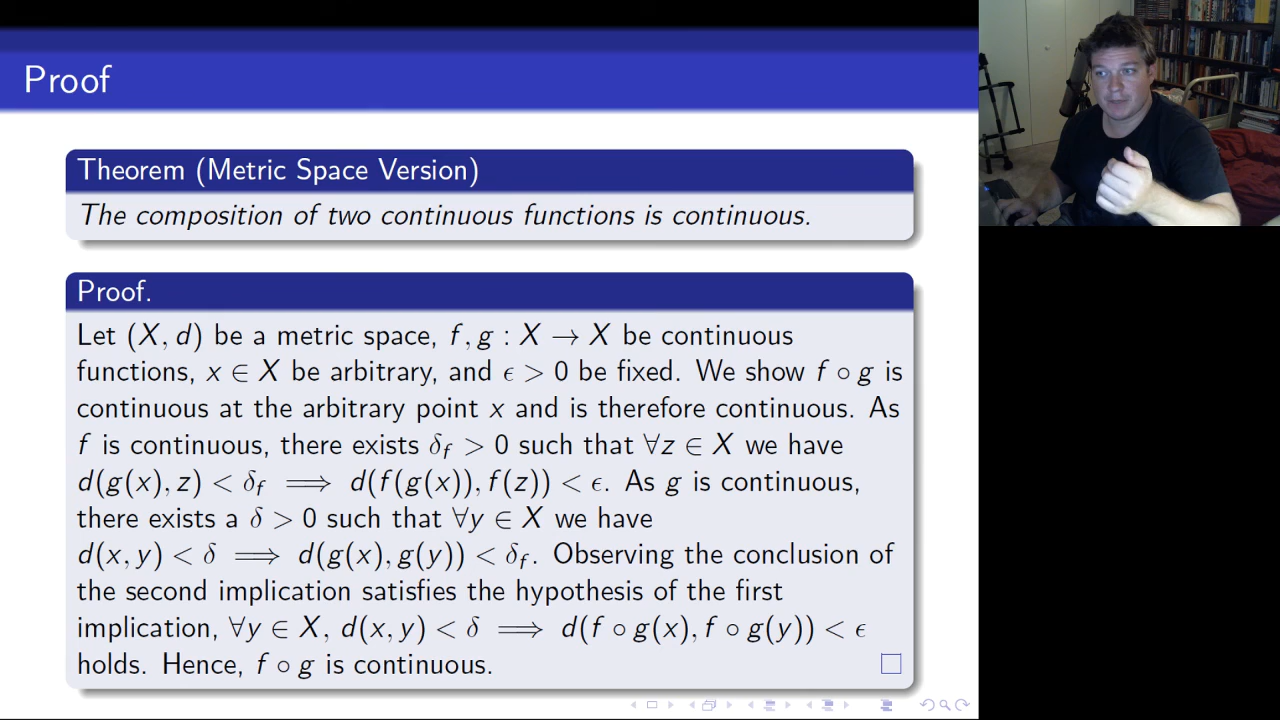 Proof
Theorem (Metric Space Version)
The composition of two continuous functions is continuous.
Proof.
Let (X, d) be a metric space, f, g : X → X be continuous
functions, x ∈ X be arbitrary, and ϵ > 0 be fixed. We show f ∘ g is
continuous at the arbitrary point x and is therefore continuous. As
f is continuous, there exists δ_f > 0 such that ∀z ∈ X we have
d(g(x), z) < δ_f ⟹ d(f(g(x)), f(z)) < ϵ. As g is continuous,
there exists a δ > 0 such that ∀y ∈ X we have
d(x, y) < δ ⟹ d(g(x), g(y)) < δ_f. Observing the conclusion of
the second implication satisfies the hypothesis of the first
implication, ∀y ∈ X, d(x, y) < δ ⟹ d(f ∘ g(x), f ∘ g(y)) < ϵ
holds. Hence, f ∘ g is continuous. □